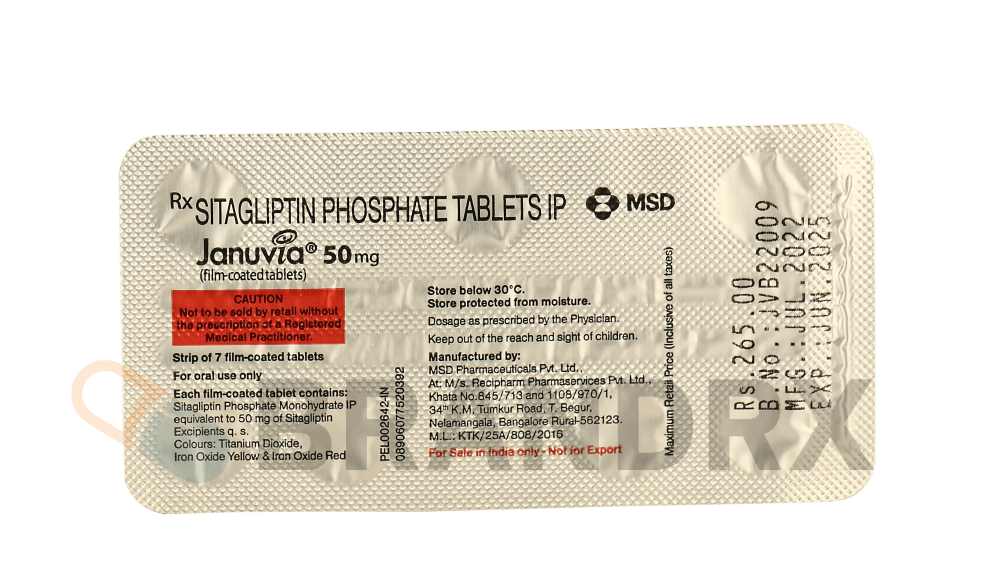 Rx SITAGLIPTIN PHOSPHATE TABLETS IP
MSD
Januvia® 50 mg
(film-coated tablets)
CAUTION
Not to be sold by retail without
the prescription of a Registered
Medical Practitioner.
Strip of 7 film-coated tablets
For oral use only
Each film-coated tablet contains:
Sitagliptin Phosphate Monohydrate IP
equivalent to 50 mg of Sitagliptin
Excipients q. s.
Colours: Titanium Dioxide,
Iron Oxide Yellow & Iron Oxide Red
PEL002642-IN
08906077520392
Store below 30°C.
Store protected from moisture.
Dosage as prescribed by the Physician.
Keep out of the reach and sight of children.
Manufactured by:
MSD Pharmaceuticals Pvt. Ltd.,
At: M/s. Recipharm Pharmaservices Pvt. Ltd.,
Khata No.645/713 and 1108/970/1,
34th K.M, Tumkur Road, T. Begur,
Nelamangala, Bangalore Rural-562123.
M.L.: KTK/25A/808/2016
For Sale in India only - Not for Export
Maximum Retail Price (Inclusive of all taxes)
Rs.265.00
B.No.:JVB22009
MFG.:JUL.2022
EXP.:JUN.2025
BRANDRX